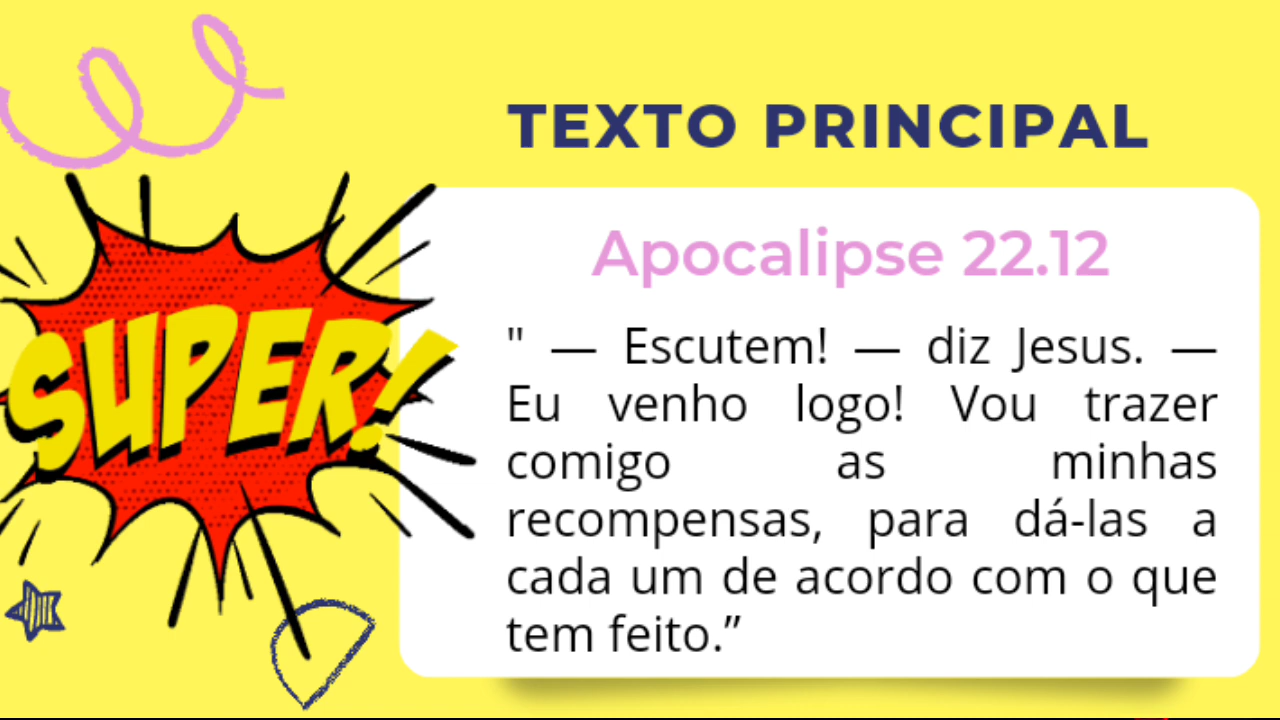 TEXTO PRINCIPAL
SUPER!
Apocalipse 22.12
" — Escutem! — diz Jesus. —
Eu venho logo! Vou trazer
comigo as minhas
recompensas, para dá-las a
cada um de acordo com o que
tem feito.”